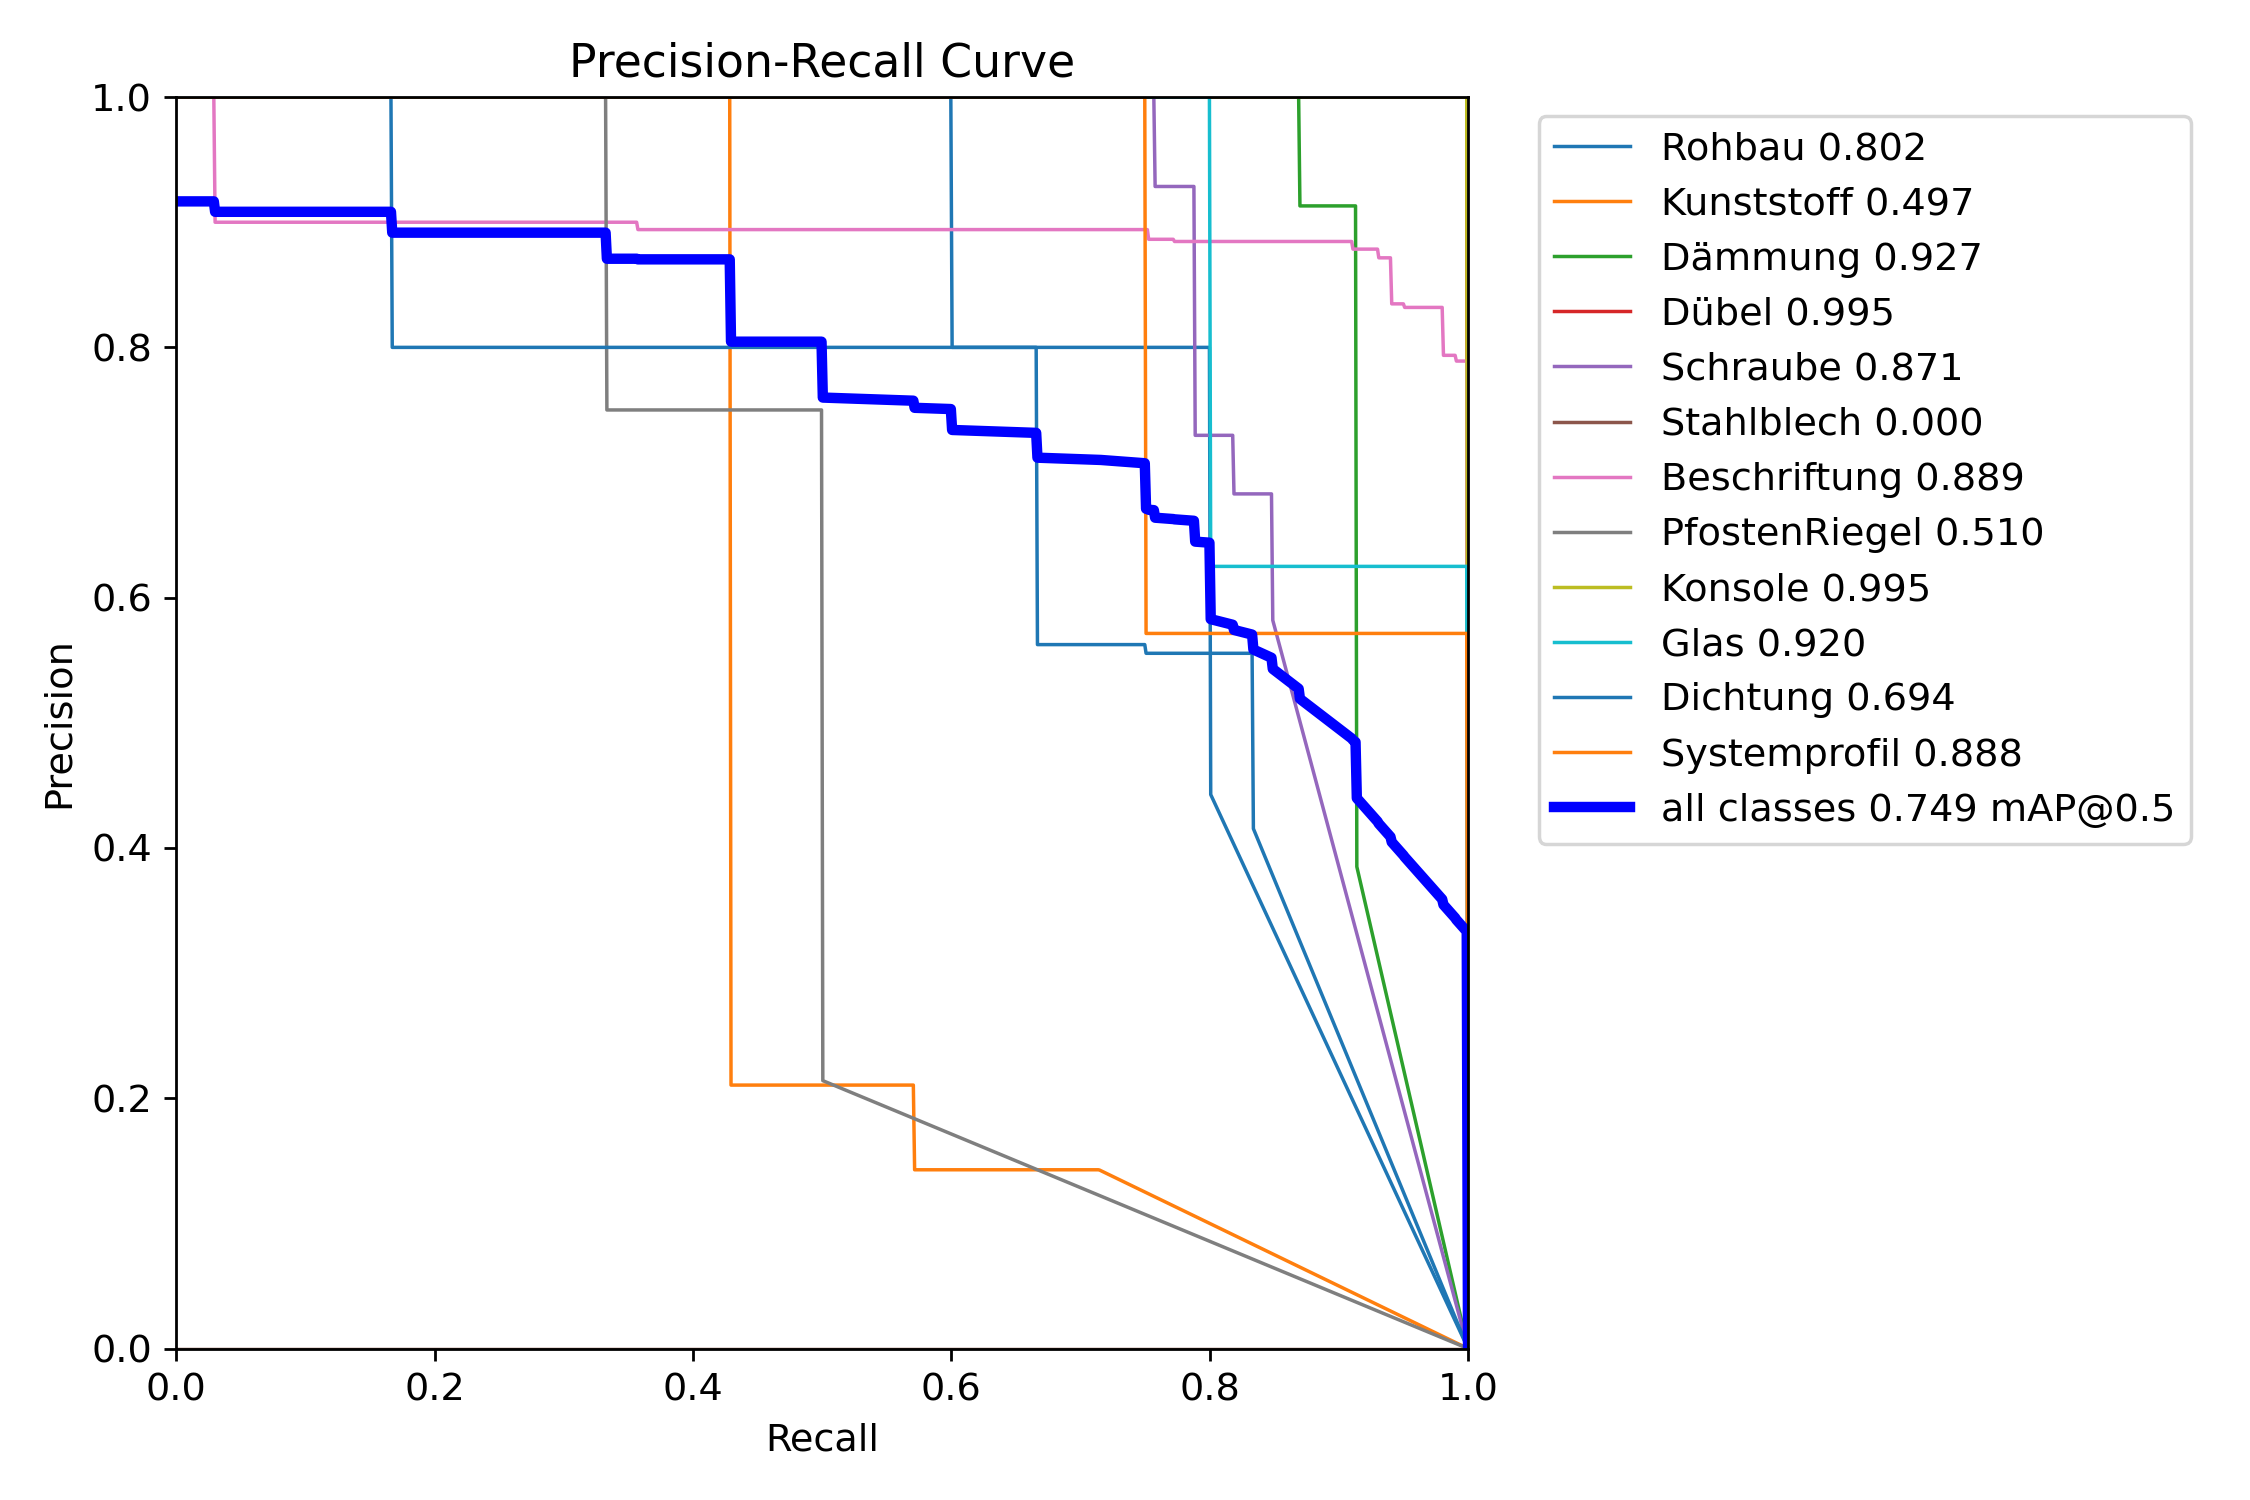 Precision-Recall Curve
1.0
0.8
0.6
0.4
0.2
0.0
Precision
0.0 0.2 0.4 0.6 0.8 1.0
Recall
Rohbau 0.802
Kunststoff 0.497
Dämmung 0.927
Dübel 0.995
Schraube 0.871
Stahlblech 0.000
Beschriftung 0.889
PfostenRiegel 0.510
Konsole 0.995
Glas 0.920
Dichtung 0.694
Systemprofil 0.888
all classes 0.749 mAP@0.5